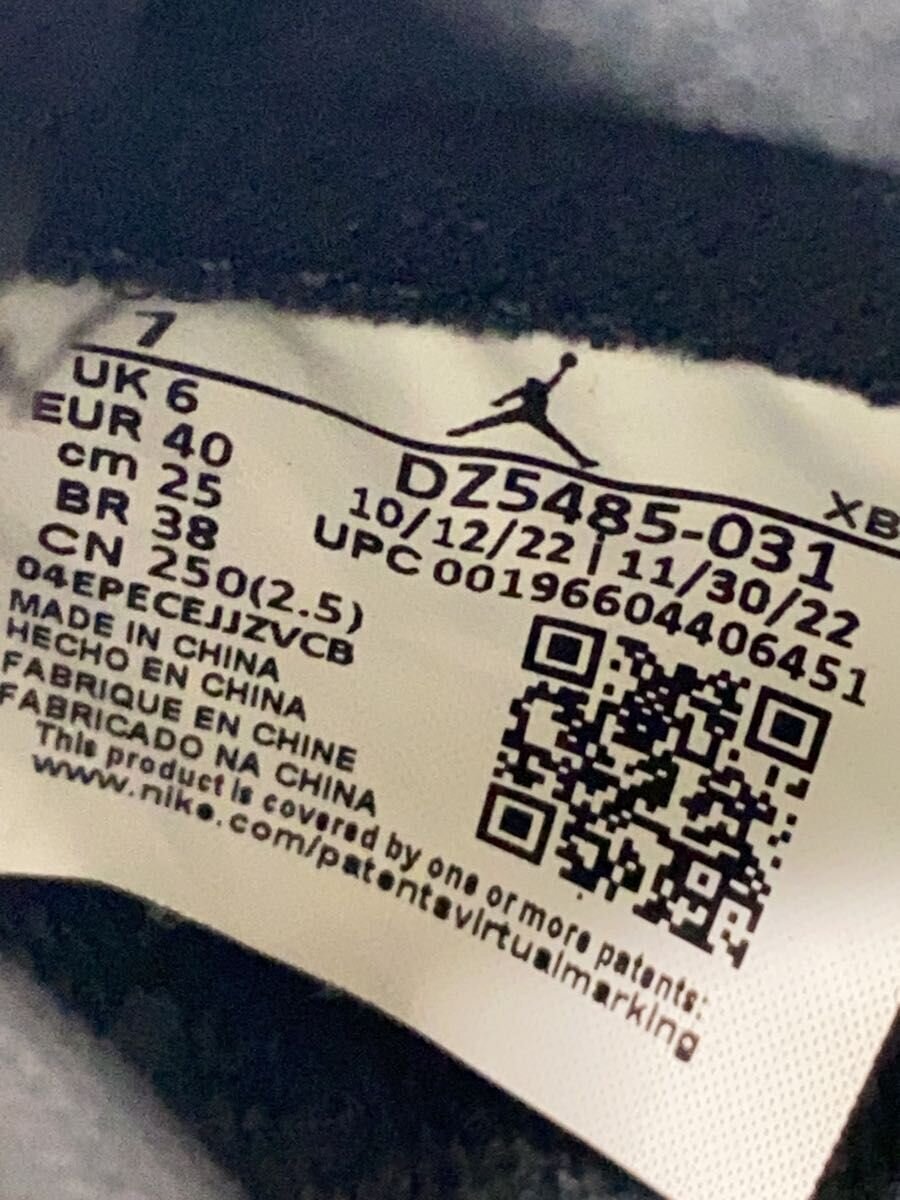 7
UK 6
EUR 40
cm 25
BR 38
CN 250(2.5)
04EPECEJJZVCB
MADE IN CHINA
HECHO EN CHINA
FABRIQUE EN CHINE
FABRICADO NA CHINA
This product is covered by one or more patents:
www.nike.com/patentsvirtualmarking
XB
DZ5485-031
10/12/22 | 11/30/22
UPC 00196604406451